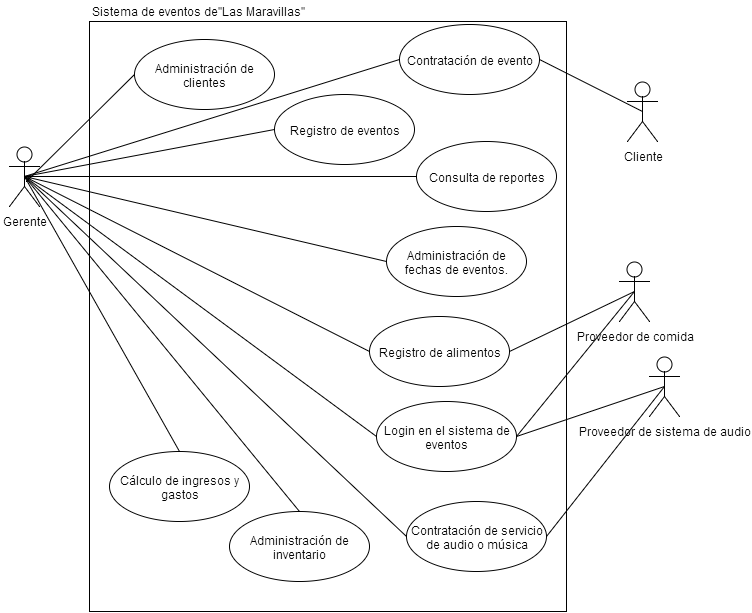 Sistema de eventos de"Las Maravillas"
Administración de
clientes
Contratación de evento
Registro de eventos
Cliente
Consulta de reportes
Gerente
Administración de
fechas de eventos.
Proveedor de comida
Registro de alimentos
Login en el sistema de
eventos
Proveedor de sistema de audio
Cálculo de ingresos y
gastos
Contratación de servicio
de audio o música
Administración de
inventario